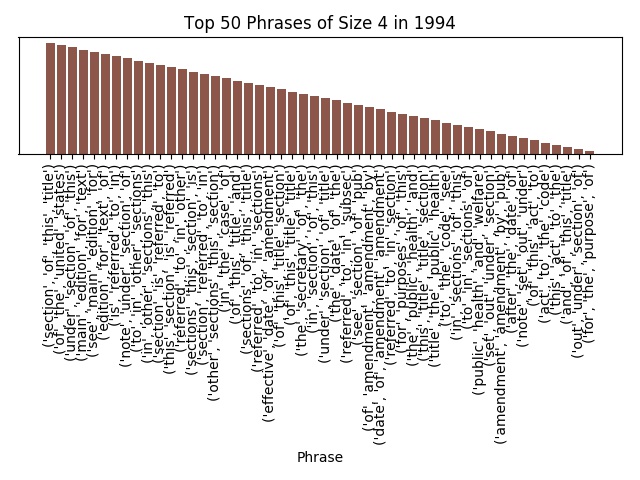 Top 50 Phrases of Size 4 in 1994
('section', 'of', 'this', 'title')
('of', 'the', 'united', 'states')
('under', 'section', 'of', 'this')
('main', 'edition', 'for', 'text')
('see', 'main', 'edition', 'for')
('edition', 'for', 'text', 'of')
('is', 'referred', 'to', 'in')
('note', 'under', 'section', 'of')
('to', 'in', 'other', 'sections')
('in', 'other', 'sections', 'this')
('section', 'is', 'referred', 'to')
('this', 'section', 'is', 'referred')
('referred', 'to', 'in', 'other')
('sections', 'this', 'section', 'is')
('section', 'referred', 'to', 'in')
('other', 'sections', 'this', 'section')
('in', 'the', 'case', 'of')
('of', 'this', 'title', 'and')
('sections', 'of', 'this', 'title')
('referred', 'to', 'in', 'sections')
('effective', 'date', 'of', 'amendment')
('of', 'this', 'title', 'section')
('of', 'this', 'title', 'title')
('the', 'secretary', 'of', 'the')
('in', 'section', 'of', 'this')
('under', 'section', 'of', 'title')
('the', 'date', 'of', 'the')
('referred', 'to', 'in', 'subsec')
('see', 'section', 'of', 'pub')
('of', 'amendment', 'amendment', 'by')
('date', 'of', 'amendment', 'amendment')
('referred', 'to', 'in', 'section')
('for', 'purposes', 'of', 'this')
('the', 'public', 'health', 'and')
('this', 'title', 'title', 'section')
('title', 'the', 'public', 'health')
('to', 'the', 'code', 'see')
('in', 'sections', 'of', 'this')
('to', 'in', 'sections', 'of')
('public', 'health', 'and', 'welfare')
('set', 'out', 'under', 'section')
('amendment', 'amendment', 'by', 'pub')
('after', 'the', 'date', 'of')
('note', 'set', 'out', 'under')
('of', 'this', 'act', 'to')
('act', 'to', 'the', 'code')
('this', 'act', 'to', 'the')
('and', 'of', 'this', 'title')
('out', 'under', 'section', 'of')
('for', 'the', 'purpose', 'of')
Phrase